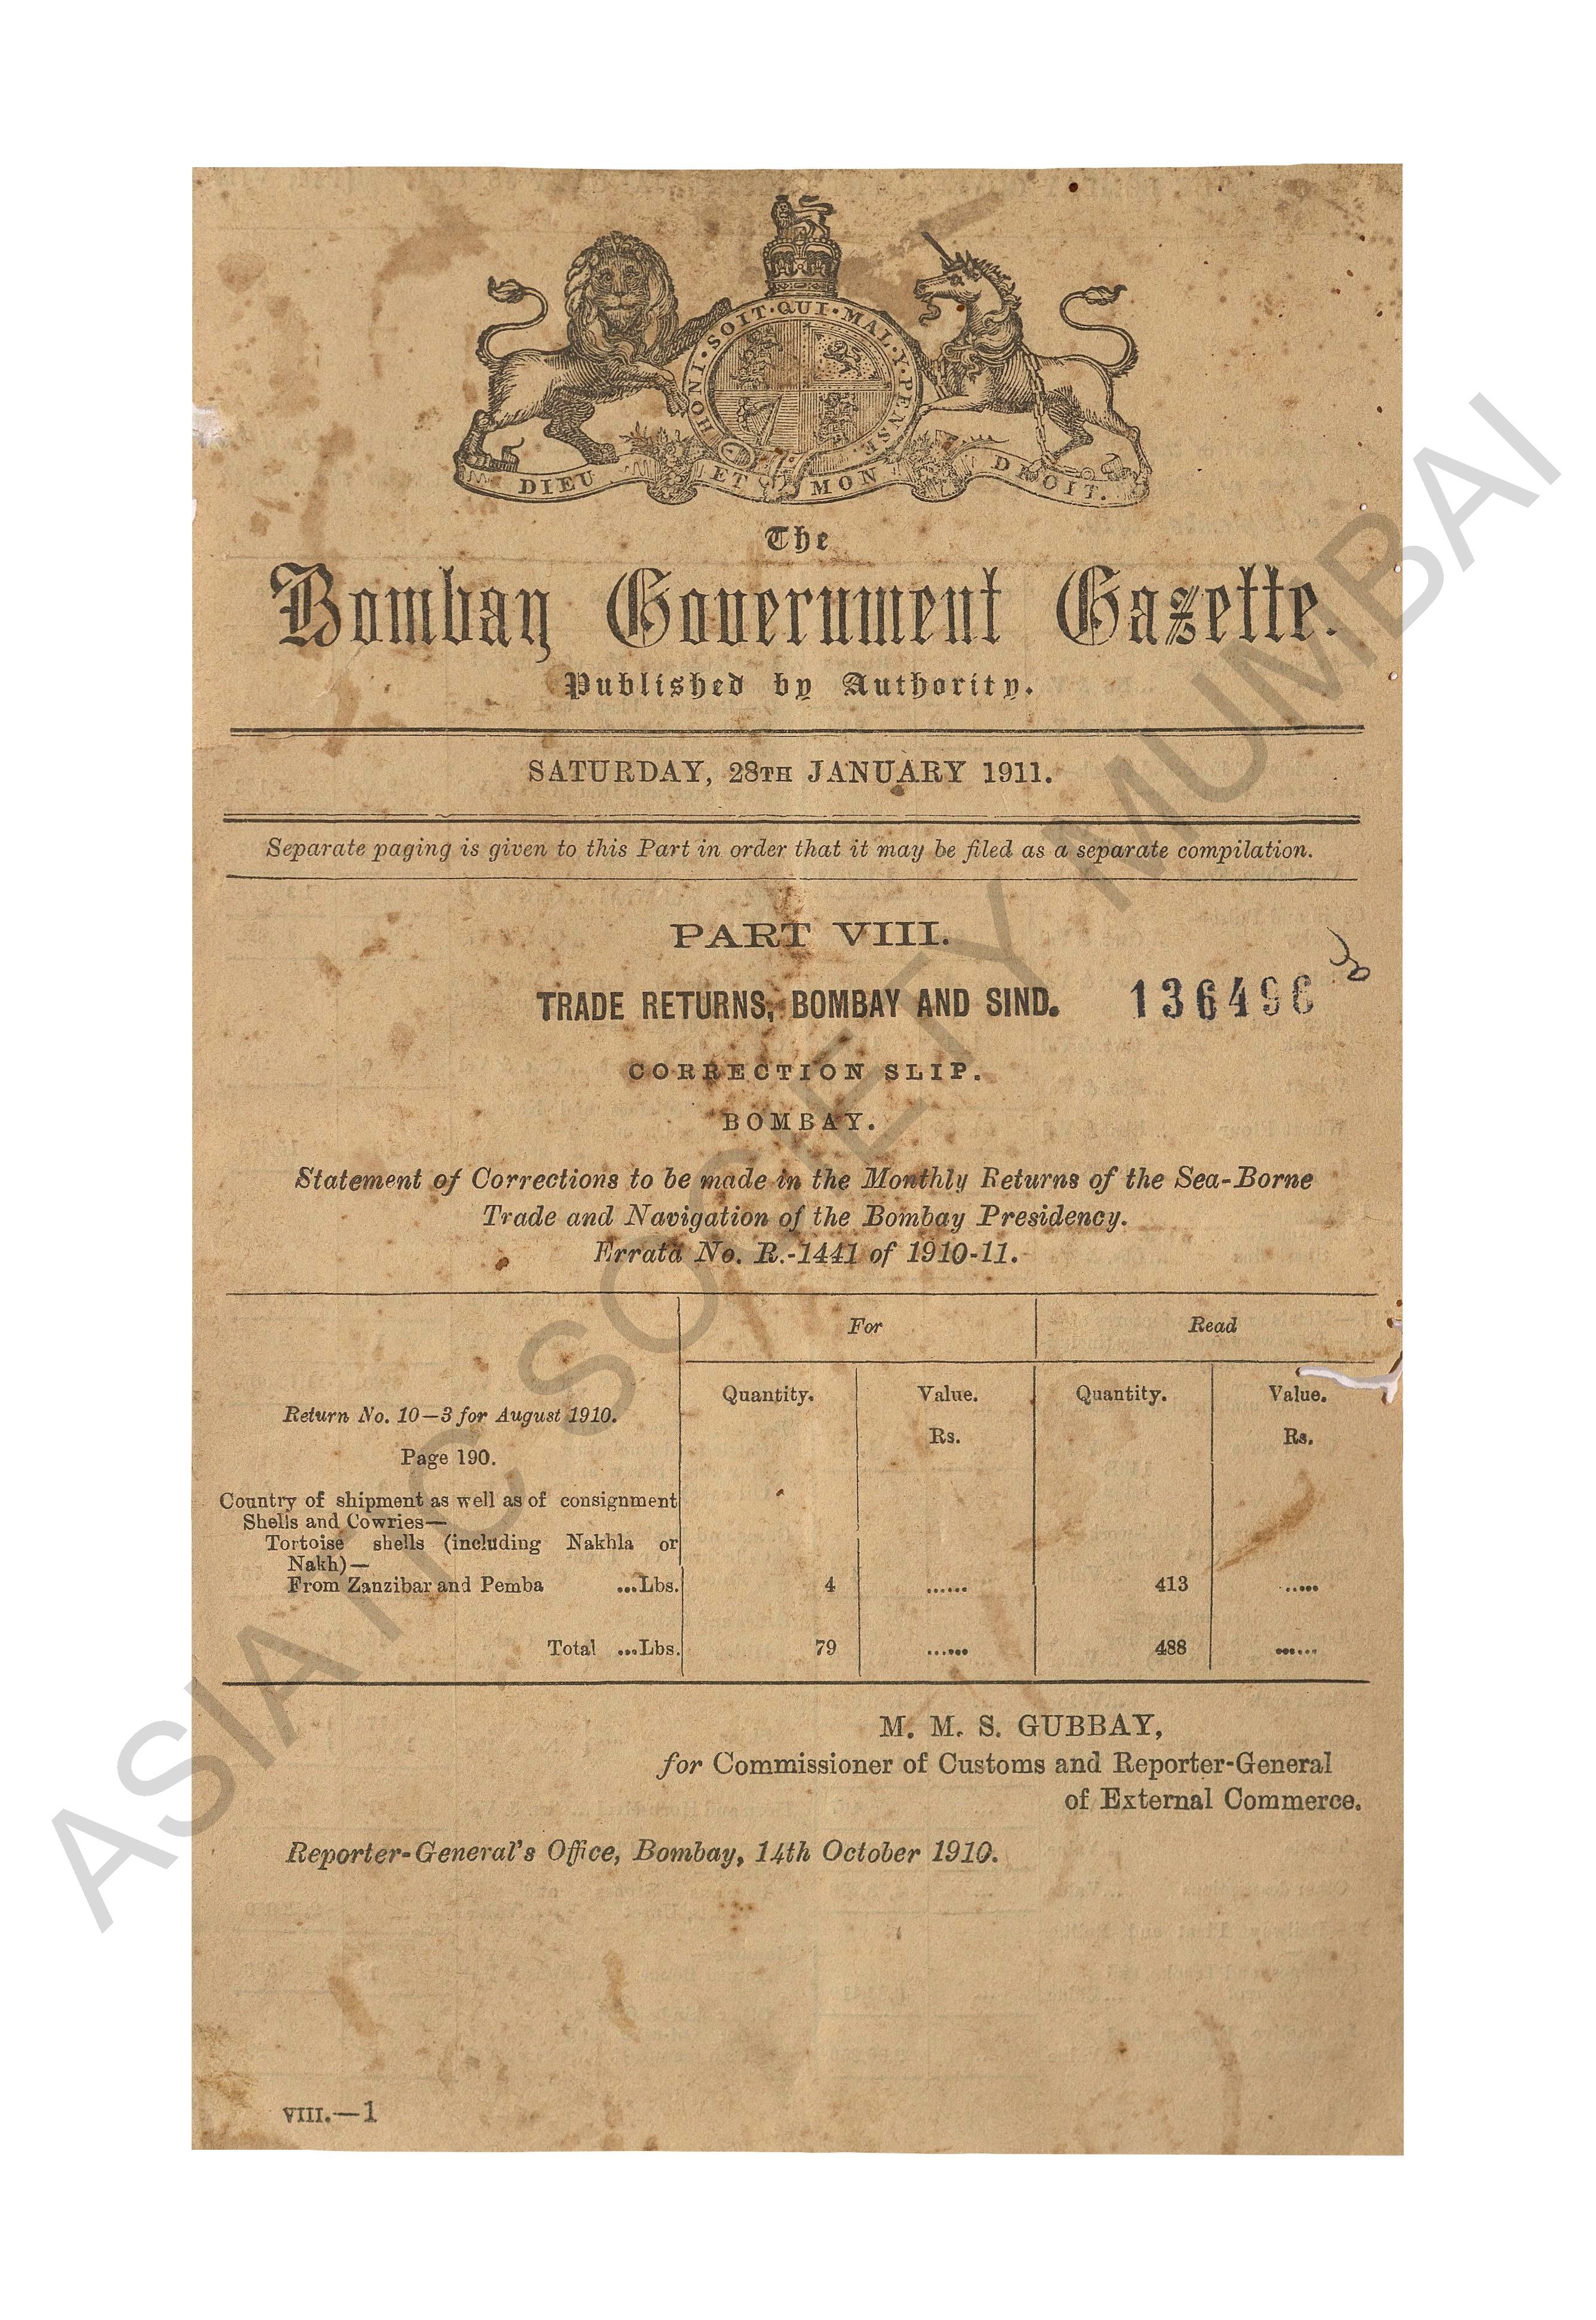 HONI · SOIT · QUI · MAL · Y · PENSE
DIEU ET MON DROIT.
The
Bombay Government Gazette.
Published by Authority.
SATURDAY, 28TH JANUARY 1911.
Separate paging is given to this Part in order that it may be filed as a separate compilation.
PART VIII.
TRADE RETURNS, BOMBAY AND SIND. 136496
CORRECTION SLIP.
BOMBAY.
Statement of Corrections to be made in the Monthly Returns of the Sea-Borne
Trade and Navigation of the Bombay Presidency.
Errata No. R.-1441 of 1910-11.
For Read
Quantity. Value. Quantity. Value.
Return No. 10—3 for August 1910.
Rs. Rs.
Page 190.
Country of shipment as well as of consignment
Shells and Cowries—
Tortoise shells (including Nakhla or
Nakh)—
From Zanzibar and Pemba ...Lbs. 4 ...... 413 ......
Total ...Lbs. 79 ...... 488 ......
M. M. S. GUBBAY,
for Commissioner of Customs and Reporter-General
of External Commerce.
Reporter-General's Office, Bombay, 14th October 1910.
VIII.—1
ASIATIC SOCIETY MUMBAI